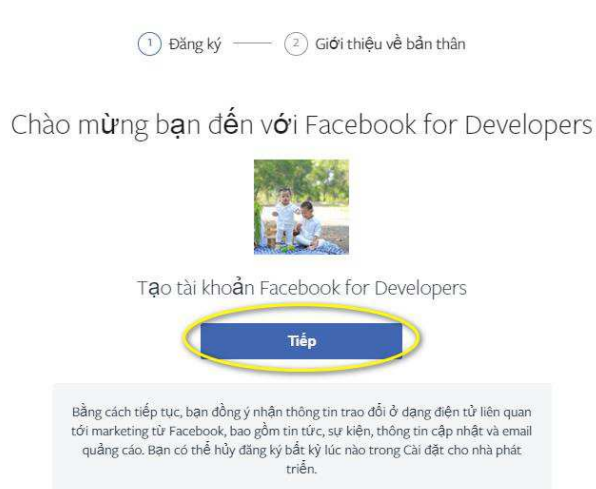 1 Đăng ký 2 Giới thiệu về bản thân
Chào mừng bạn đến với Facebook for Developers
Tạo tài khoản Facebook for Developers
Tiếp
Bằng cách tiếp tục, bạn đồng ý nhận thông tin trao đổi ở dạng điện tử liên quan
tới marketing từ Facebook, bao gồm tin tức, sự kiện, thông tin cập nhật và email
quảng cáo. Bạn có thể hủy đăng ký bất kỳ lúc nào trong Cài đặt cho nhà phát
triển.